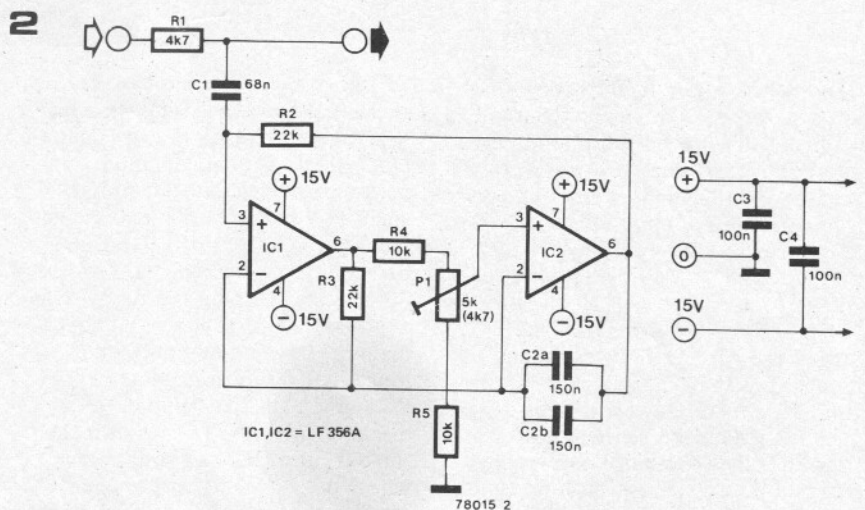 2
R1
4k7
C1
68n
R2
22k
15V
7
3
+
IC1
6
2
−
4
15V
R3
22k
R4
10k
P1
5k
(4k7)
R5
10k
15V
7
3
+
IC2
6
2
−
4
15V
C2a
150n
C2b
150n
15V
+
C3
100n
C4
100n
0
15V
−
IC1,IC2 = LF 356A
78015 2